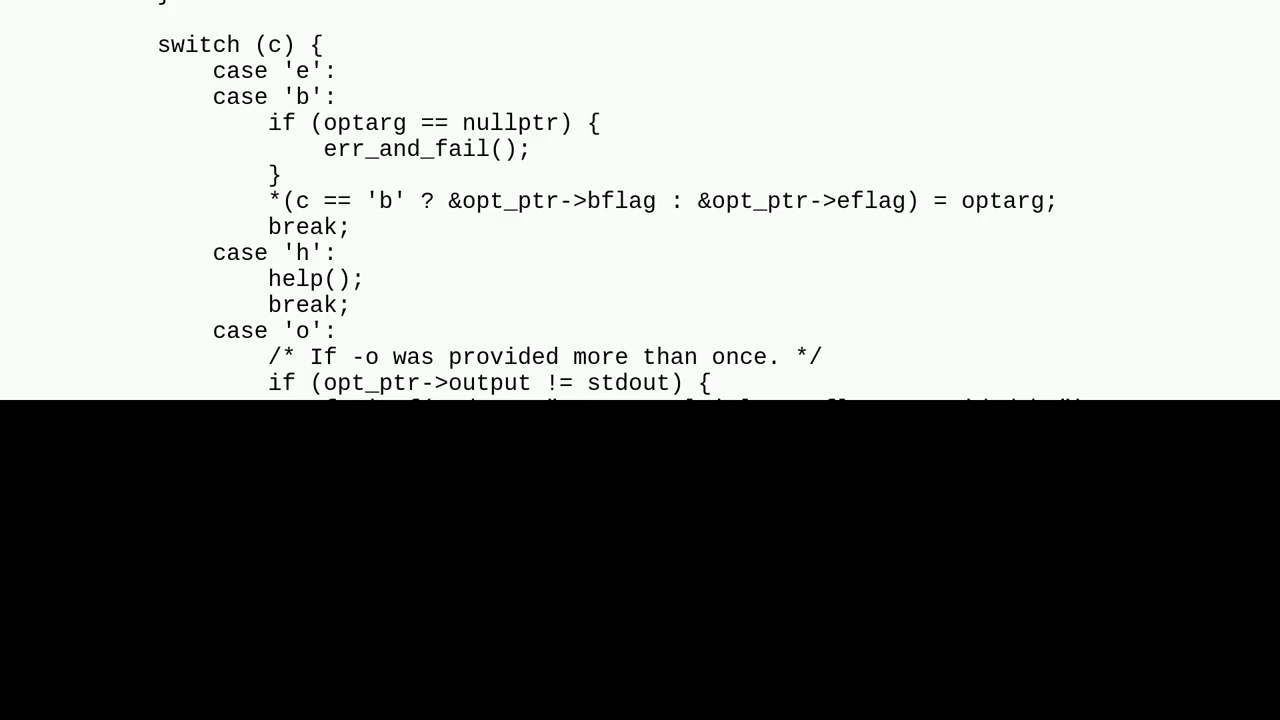 }
switch (c) {
    case 'e':
    case 'b':
        if (optarg == nullptr) {
            err_and_fail();
        }
        *(c == 'b' ? &opt_ptr->bflag : &opt_ptr->eflag) = optarg;
        break;
    case 'h':
        help();
        break;
    case 'o':
        /* If -o was provided more than once. */
        if (opt_ptr->output != stdout) {